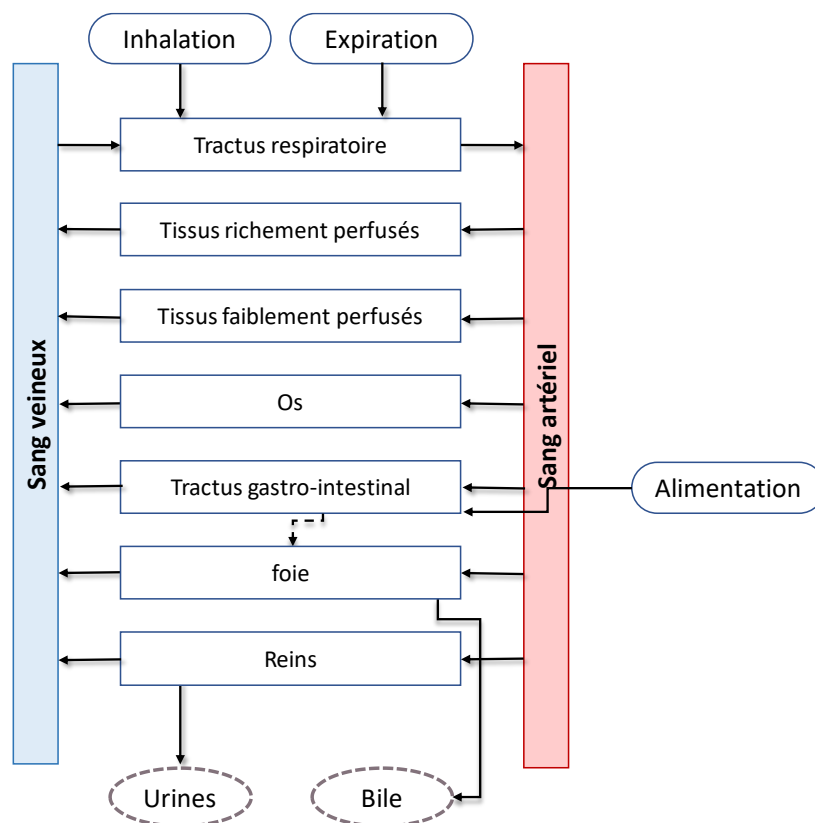 Inhalation
Expiration
Tractus respiratoire
Tissus richement perfusés
Tissus faiblement perfusés
Os
Tractus gastro-intestinal
foie
Reins
Sang veineux
Sang artériel
Alimentation
Urines
Bile